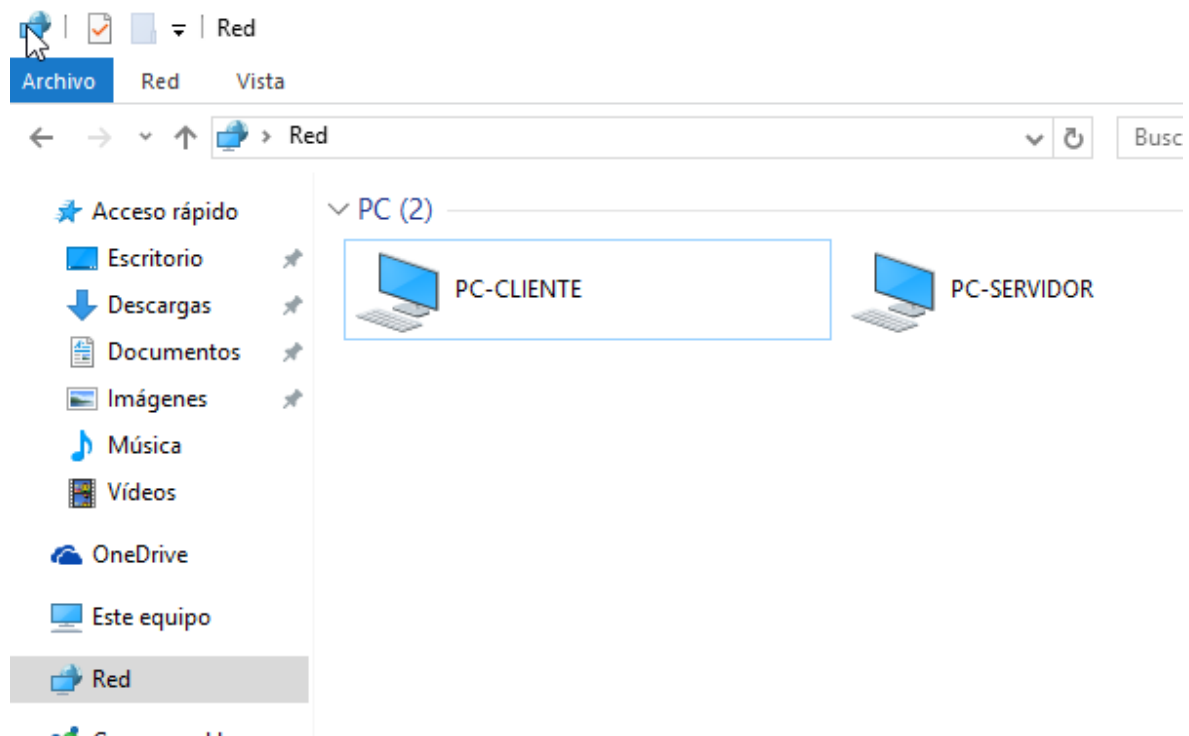 Red
Archivo Red Vista
Red Busc
Acceso rápido
Escritorio
Descargas
Documentos
Imágenes
Música
Vídeos
OneDrive
Este equipo
Red
PC (2)
PC-CLIENTE
PC-SERVIDOR